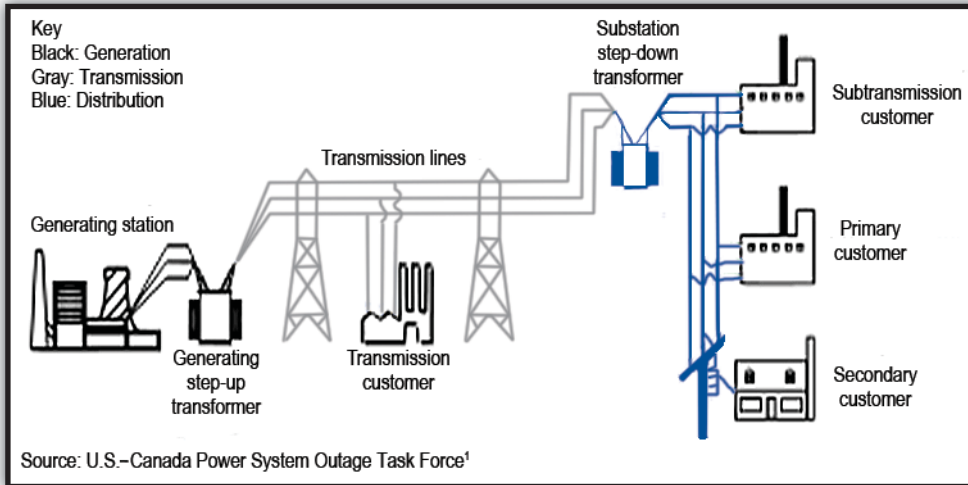 Key
Black: Generation
Gray: Transmission
Blue: Distribution
Substation
step-down
transformer
Subtransmission
customer
Transmission lines
Generating station
Primary
customer
Generating
step-up
transformer
Transmission
customer
Secondary
customer
Source: U.S.–Canada Power System Outage Task Force¹